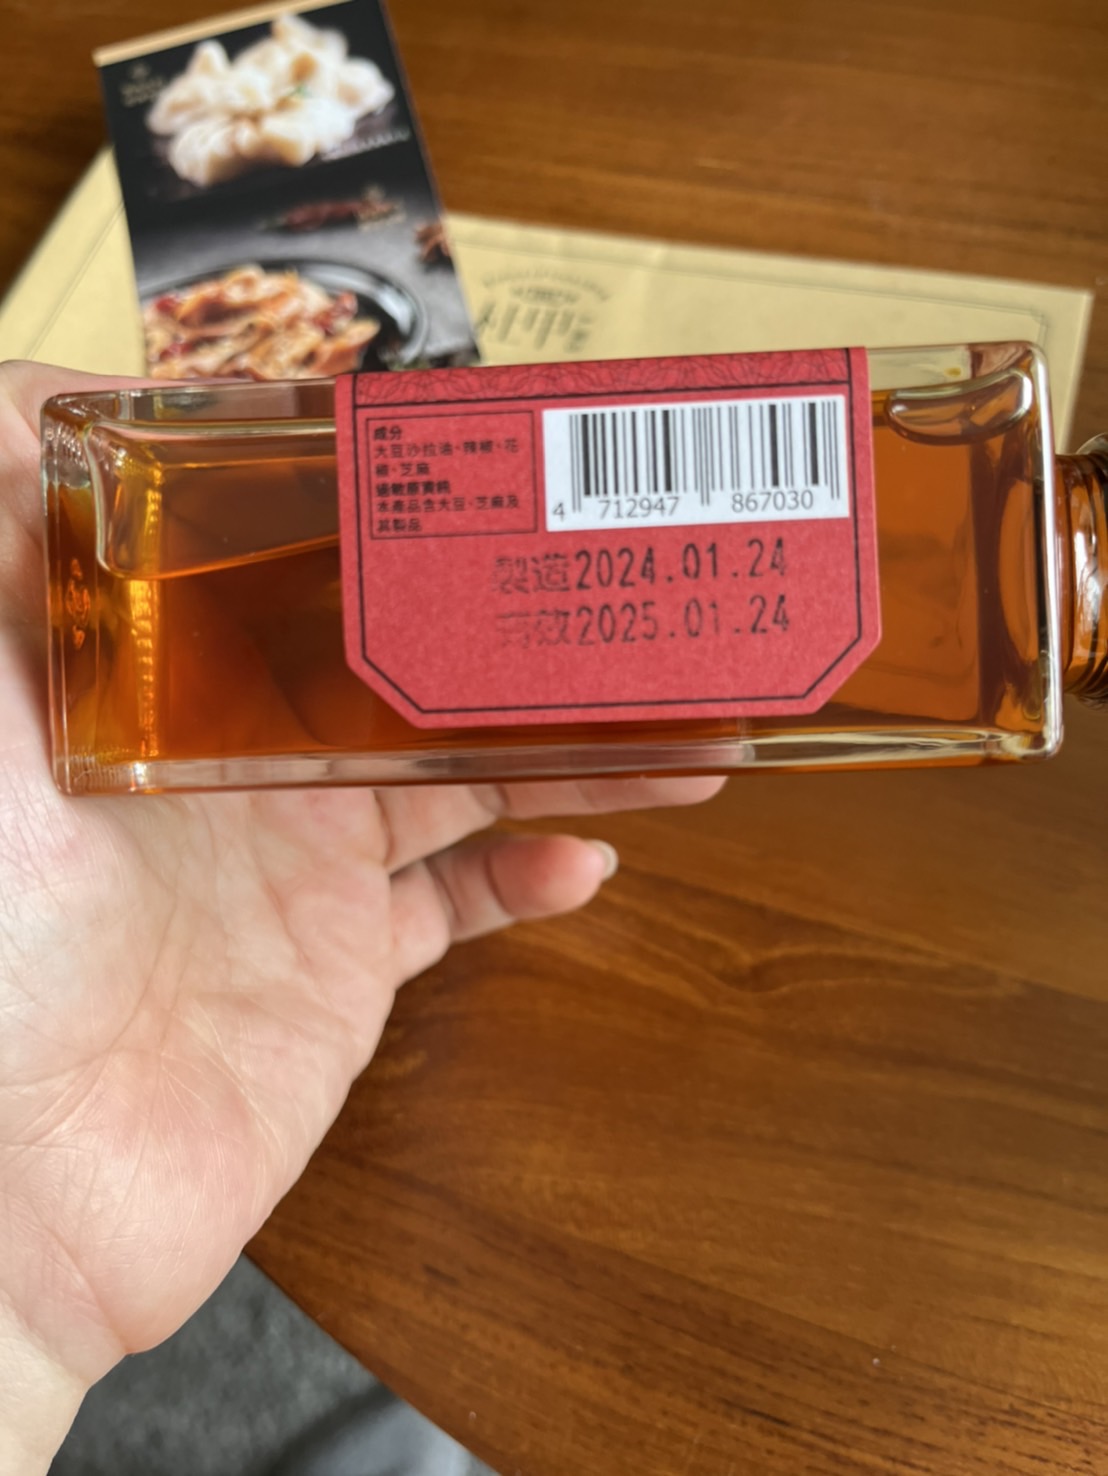 成分
大豆沙拉油·辣椒·花
椒·芝麻
過敏原資訊
本產品含大豆·芝麻及
其製品
4 712947 867030
製造2024.01.24
有效2025.01.24